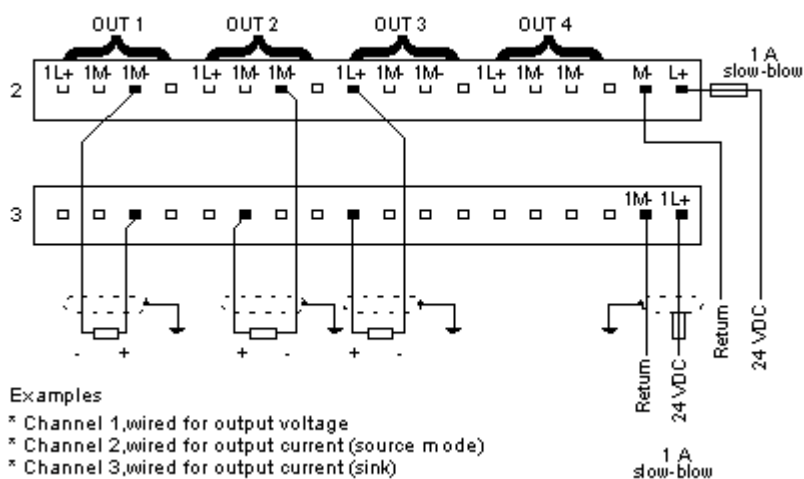 OUT 1 OUT 2 OUT 3 OUT 4
1 A
slow-blow
1L+ 1M- 1M- 1L+ 1M- 1M- 1L+ 1M- 1M- 1L+ 1M- 1M- M- L+
2
1M- 1L+
3
- + + - + -
Return 24 VDC Return 24 VDC
Examples
* Channel 1,wired for output voltage
* Channel 2,wired for output current (source mode)
* Channel 3,wired for output current (sink)
1 A
slow-blow